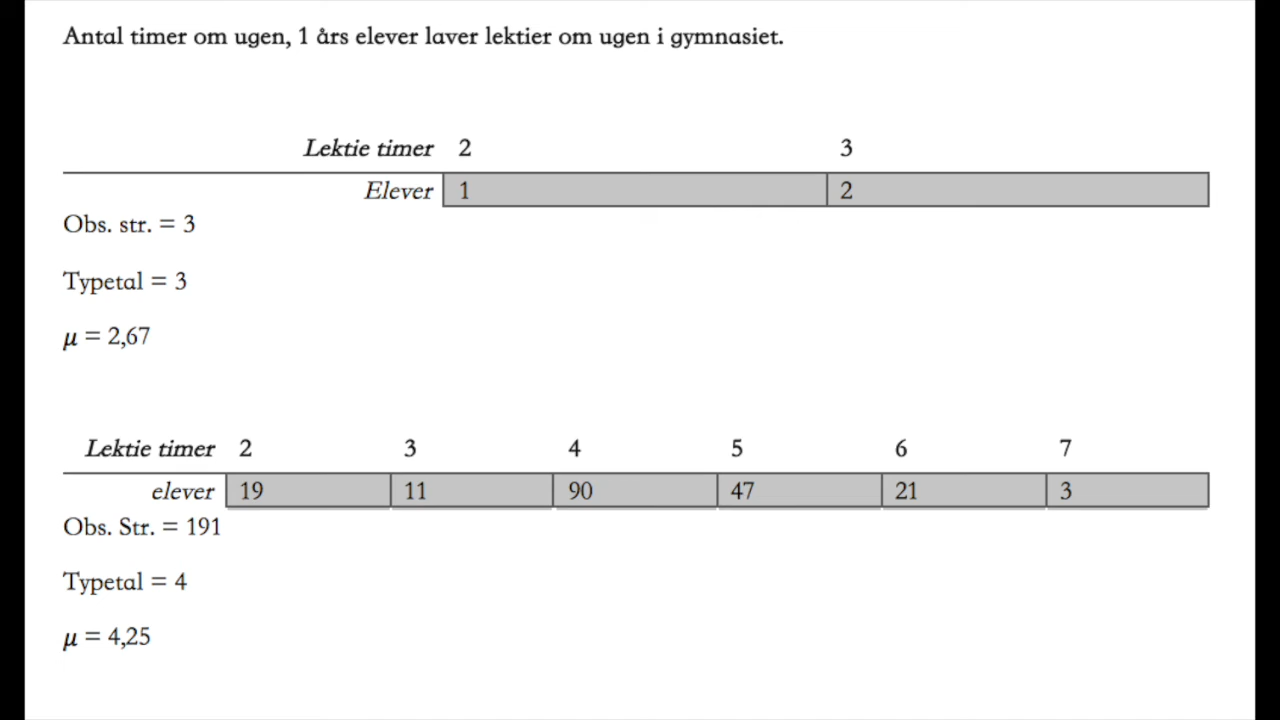 Antal timer om ugen, 1 års elever laver lektier om ugen i gymnasiet.
Lektie timer 2 3
Elever 1 2
Obs. str. = 3
Typetal = 3
μ = 2,67
Lektie timer 2 3 4 5 6 7
elever 19 11 90 47 21 3
Obs. Str. = 191
Typetal = 4
μ = 4,25